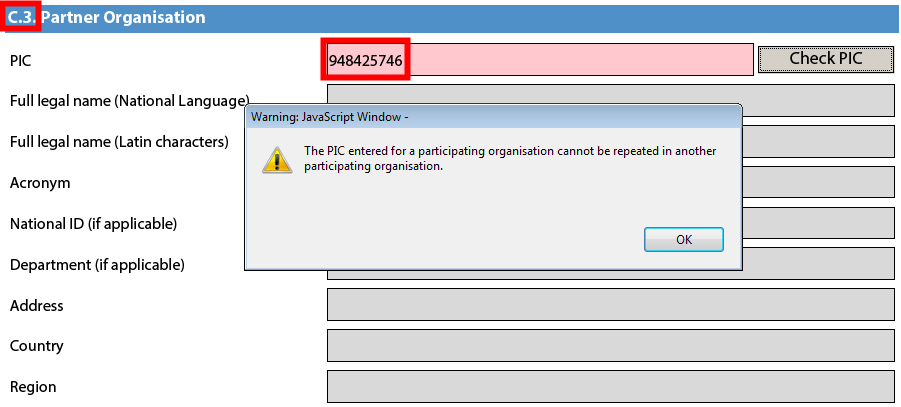 C.3. Partner Organisation
PIC
948425746
Check PIC
Full legal name (National Language)
Warning: JavaScript Window -
Full legal name (Latin characters)
The PIC entered for a participating organisation cannot be repeated in another
participating organisation.
Acronym
National ID (if applicable)
OK
Department (if applicable)
Address
Country
Region